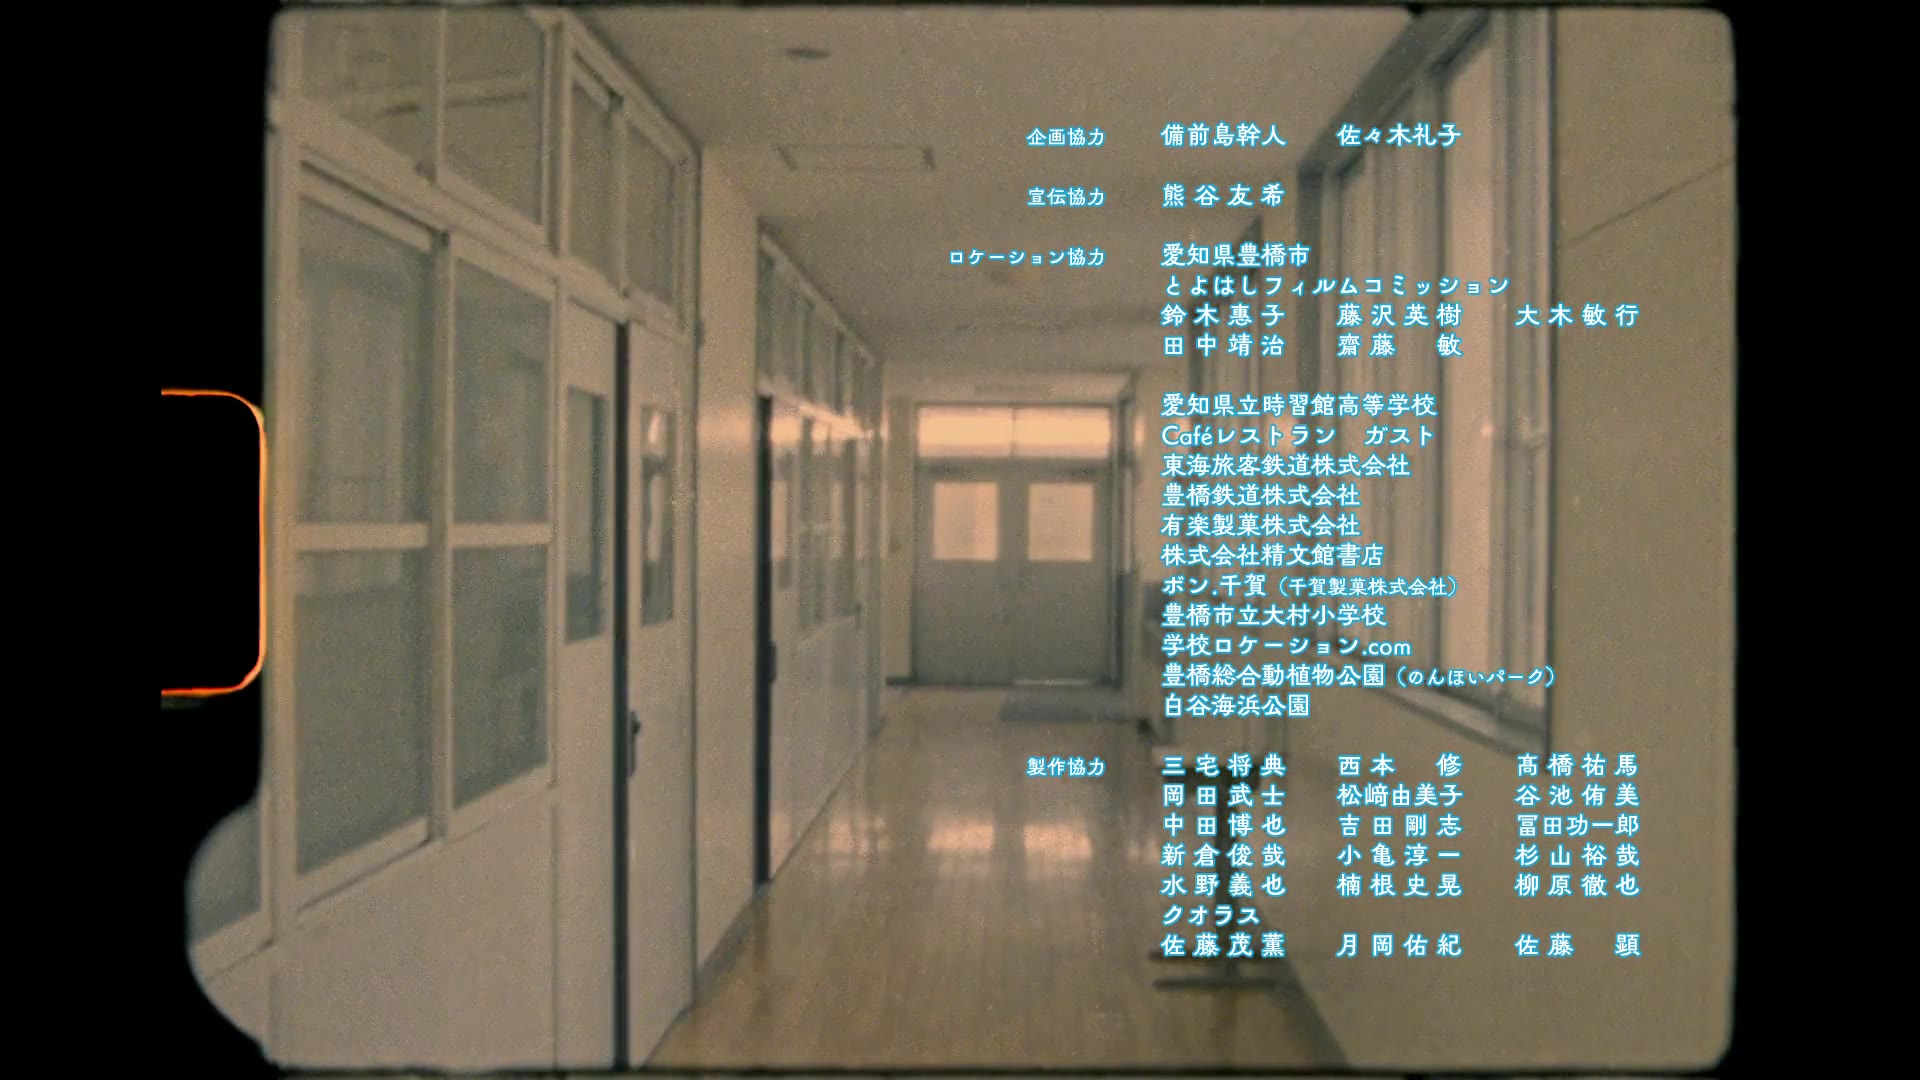 企画協力 備前島幹人 佐々木礼子
宣伝協力 熊谷友希
ロケーション協力 愛知県豊橋市
とよはしフィルムコミッション
鈴木惠子 藤沢英樹 大木敏行
田中靖治 齋藤 敏
愛知県立時習館高等学校
Caféレストラン ガスト
東海旅客鉄道株式会社
豊橋鉄道株式会社
有楽製菓株式会社
株式会社精文館書店
ボン.千賀（千賀製菓株式会社）
豊橋市立大村小学校
学校ロケーション.com
豊橋総合動植物公園（のんほいパーク）
白谷海浜公園
製作協力 三宅将典 西本 修 髙橋祐馬
岡田武士 松﨑由美子 谷池侑美
中田博也 吉田剛志 冨田功一郎
新倉俊哉 小亀淳一 杉山裕哉
水野義也 楠根史晃 柳原徹也
クオラス
佐藤茂薫 月岡佑紀 佐藤 顕